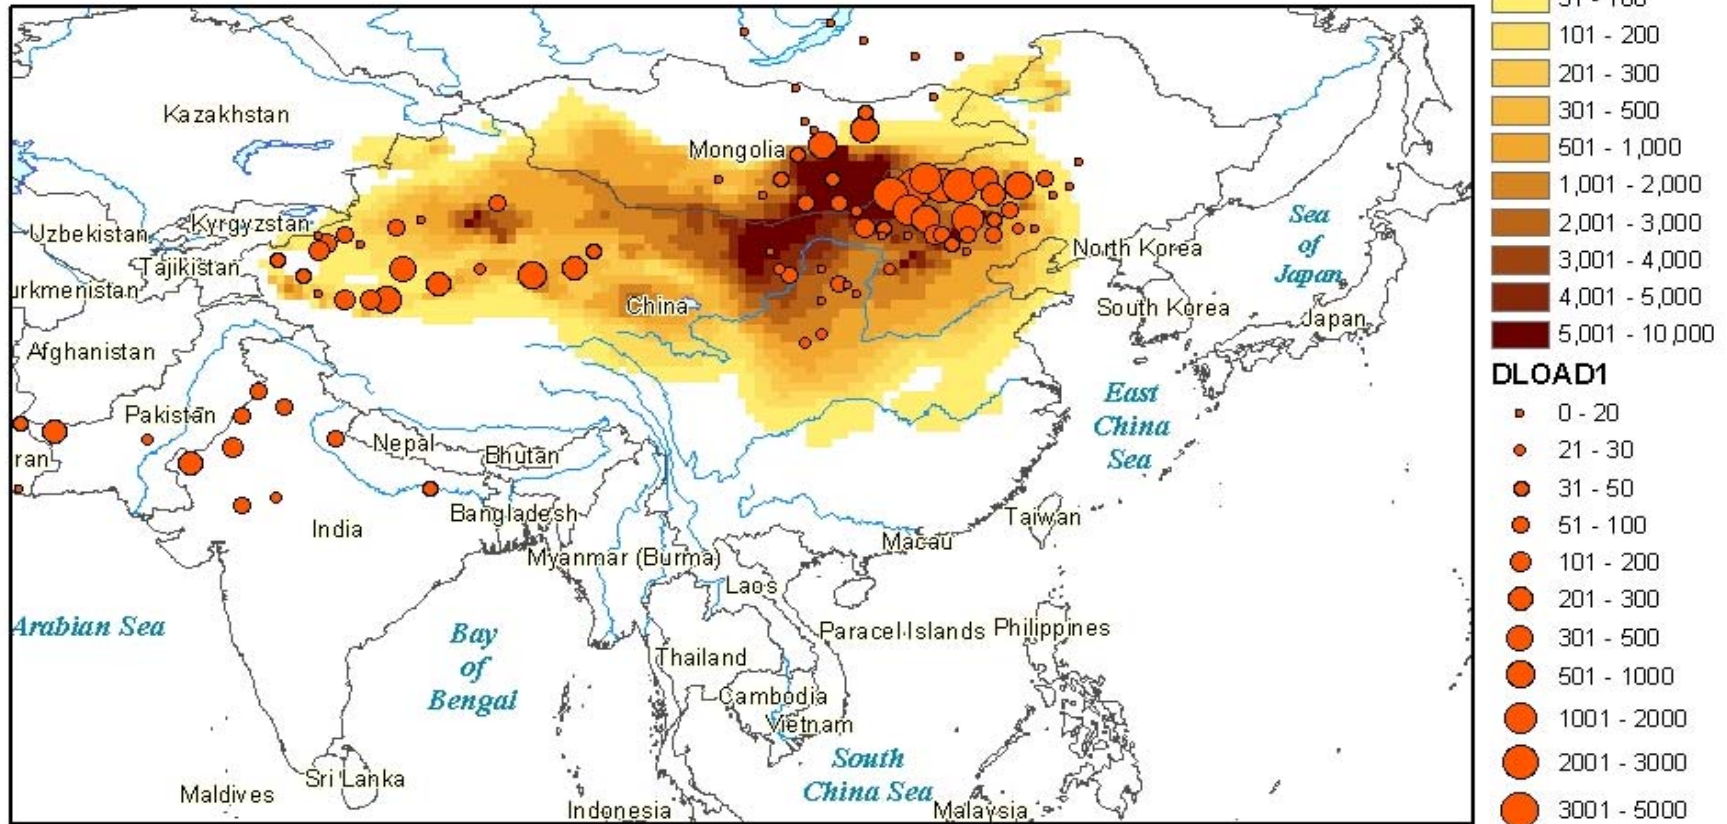 51 - 100
101 - 200
201 - 300
301 - 500
501 - 1,000
1,001 - 2,000
2,001 - 3,000
3,001 - 4,000
4,001 - 5,000
5,001 - 10,000
DLOAD1
0 - 20
21 - 30
31 - 50
51 - 100
101 - 200
201 - 300
301 - 500
501 - 1000
1001 - 2000
2001 - 3000
3001 - 5000
Kazakhstan
Mongolia
Kyrgyzstan
Uzbekistan
Tajikistan
urkmenistan
Afghanistan
China
North Korea
South Korea
Sea
of
Japan
Japan
Pakistan
ran
Nepal
Bhutan
East
China
Sea
India
Bangladesh
Taiwan
Macau
Myanmar (Burma)
Laos
Arabian Sea
Bay
of
Bengal
Paracel Islands
Philippines
Thailand
Cambodia
Vietnam
South
China Sea
Sri Lanka
Maldives
Indonesia
Malaysia